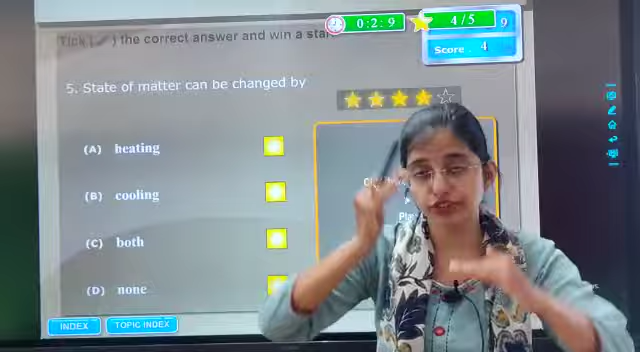 0:2:9
4/5
9
Tick ( ✓ ) the correct answer and win a star
Score 4
5. State of matter can be changed by
(A) heating
(B) cooling
(C) both
(D) none
INDEX
TOPIC INDEX